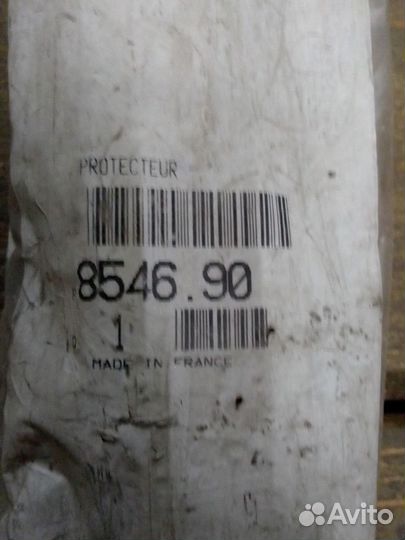 PROTECTEUR
8546.90
1
MADE IN FRANCE
Avito